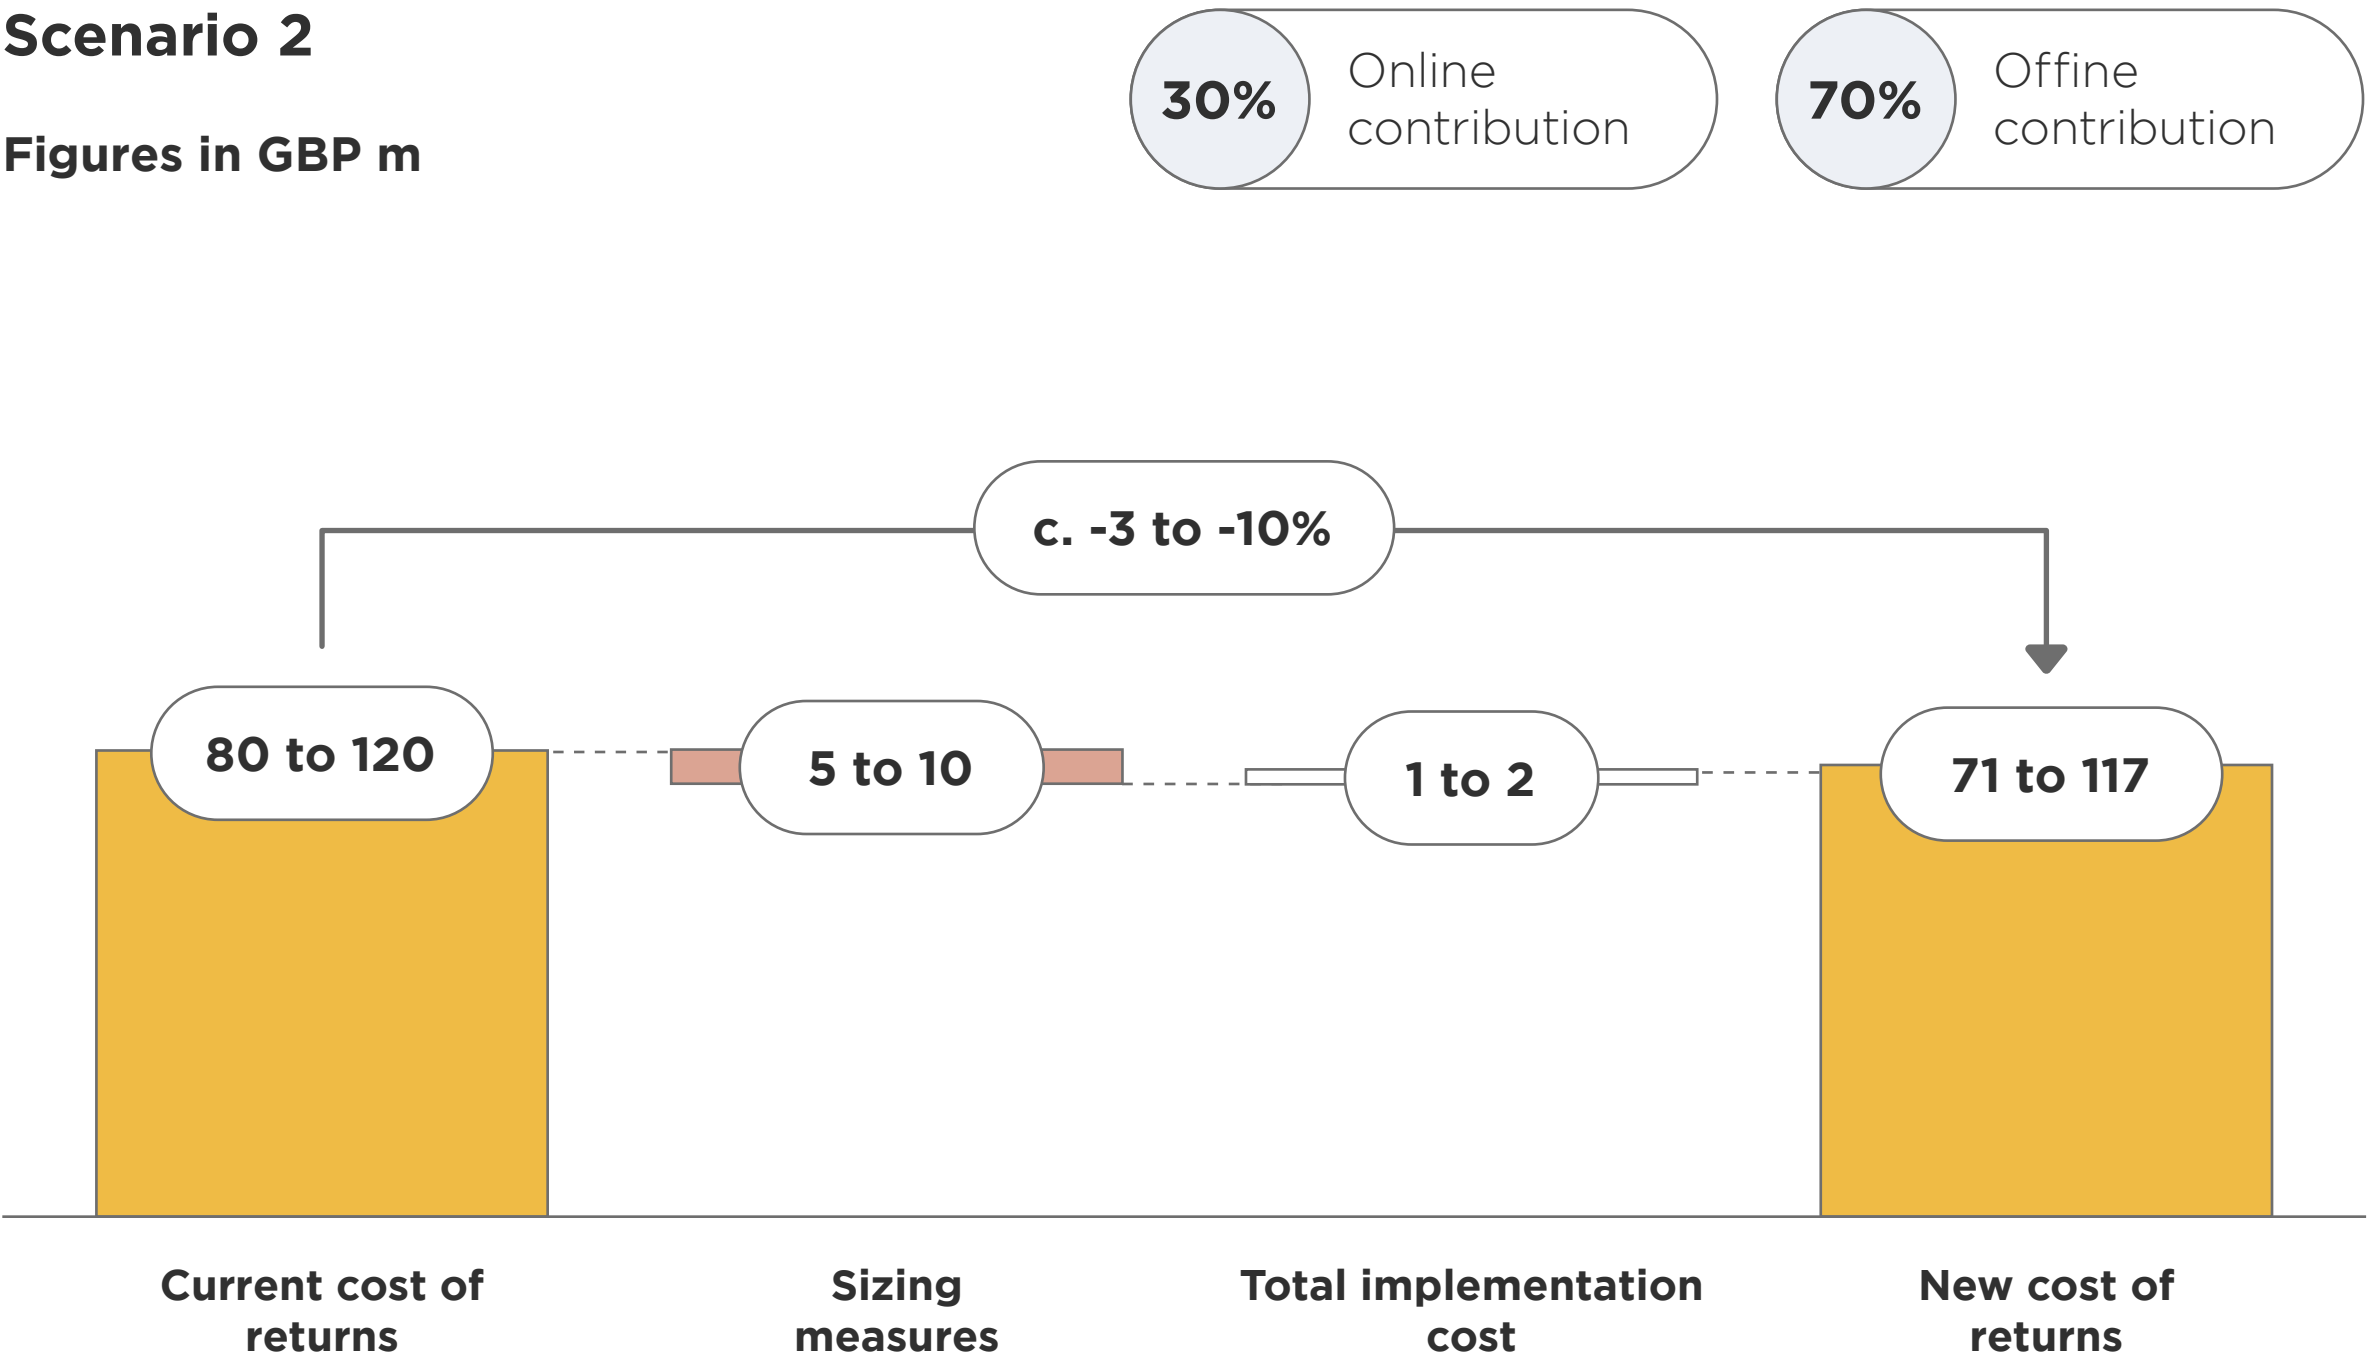 Scenario 2
Figures in GBP m
30%
Online
contribution
70%
Offine
contribution
c. -3 to -10%
80 to 120
5 to 10
1 to 2
71 to 117
Current cost of
returns
Sizing
measures
Total implementation
cost
New cost of
returns